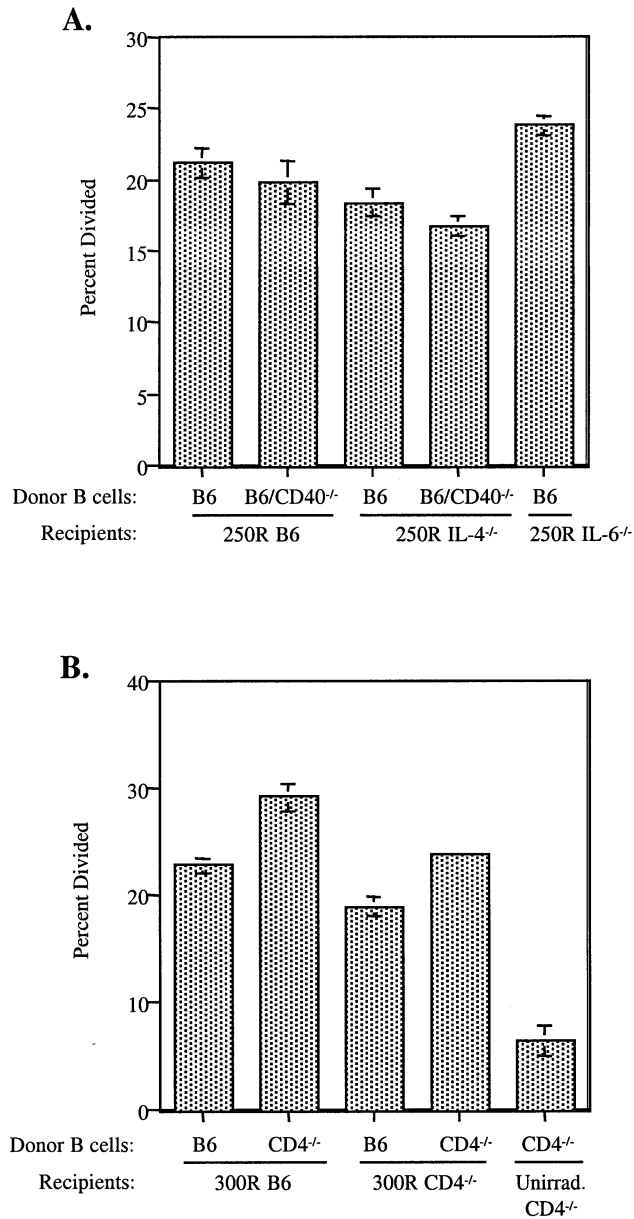 A.
30
25
20
15
10
5
0
Percent Divided
Donor B cells: B6 B6/CD40-/- B6 B6/CD40-/- B6
Recipients: 250R B6 250R IL-4-/- 250R IL-6-/-
B.
40
30
20
10
0
Percent Divided
Donor B cells: B6 CD4-/- B6 CD4-/- CD4-/-
Recipients: 300R B6 300R CD4-/- Unirrad.
CD4-/-